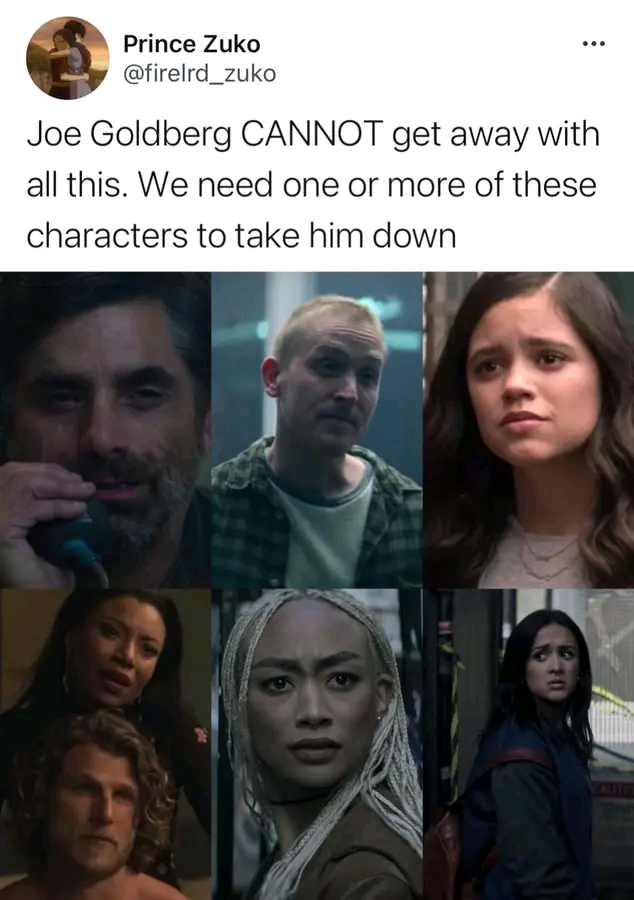 Prince Zuko
@firelrd_zuko
Joe Goldberg CANNOT get away with
all this. We need one or more of these
characters to take him down
CAUTIO